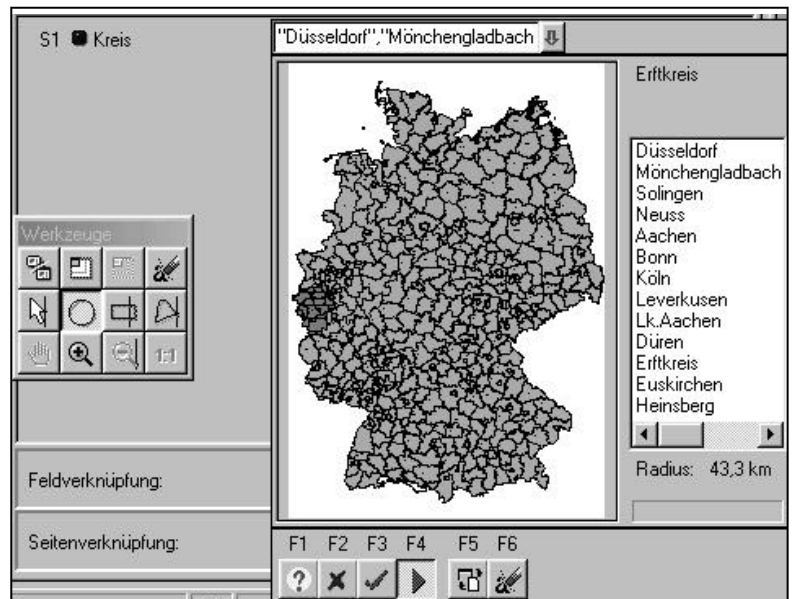 S1 Kreis
"Düsseldorf","Mönchengladbach
Erftkreis
Düsseldorf
Mönchengladbach
Solingen
Neuss
Aachen
Bonn
Köln
Leverkusen
Lk.Aachen
Düren
Erftkreis
Euskirchen
Heinsberg
Radius: 43,3 km
Werkzeuge
1:1
Feldverknüpfung:
Seitenverknüpfung:
F1 F2 F3 F4 F5 F6
?